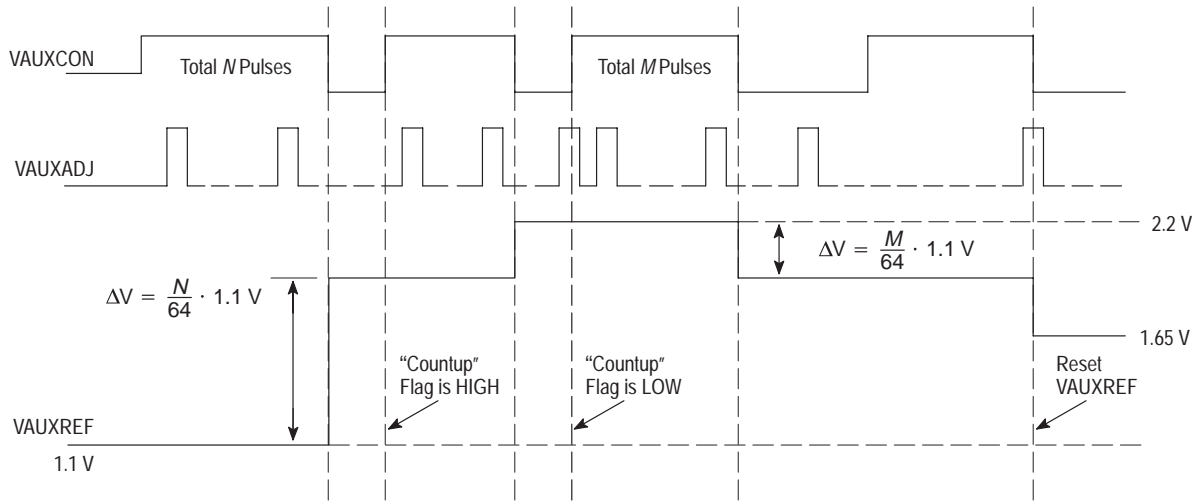 VAUXCON
Total N Pulses
Total M Pulses
VAUXADJ
2.2 V
ΔV = N/64 · 1.1 V
ΔV = M/64 · 1.1 V
1.65 V
“Countup″
Flag is HIGH
“Countup″
Flag is LOW
Reset
VAUXREF
VAUXREF
1.1 V